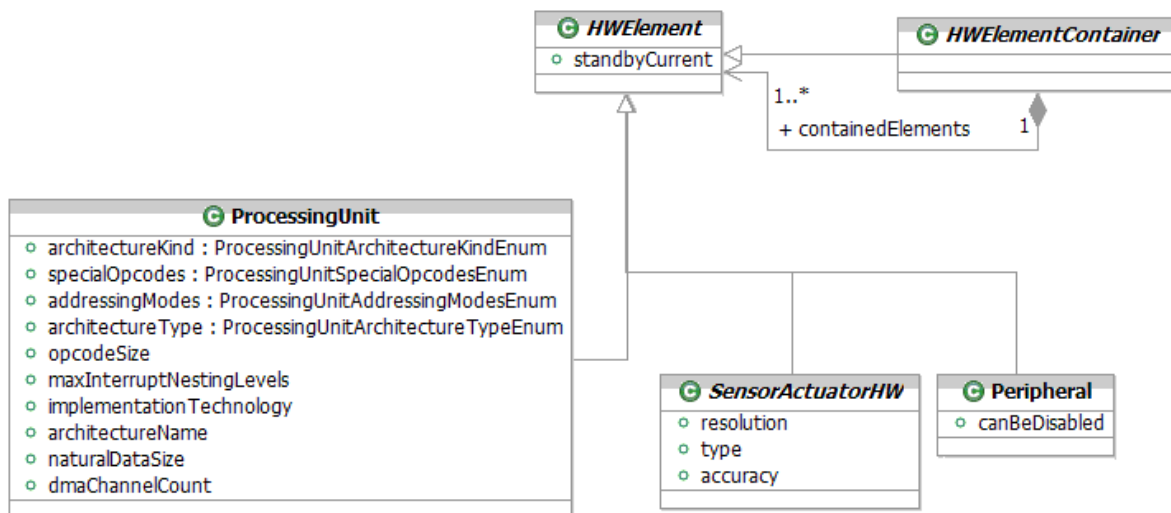 HWElement
standbyCurrent
HWElementContainer
1..*
+ containedElements
1
ProcessingUnit
architectureKind : ProcessingUnitArchitectureKindEnum
specialOpcodes : ProcessingUnitSpecialOpcodesEnum
addressingModes : ProcessingUnitAddressingModesEnum
architectureType : ProcessingUnitArchitectureTypeEnum
opcodeSize
maxInterruptNestingLevels
implementationTechnology
architectureName
naturalDataSize
dmaChannelCount
SensorActuatorHW
resolution
type
accuracy
Peripheral
canBeDisabled